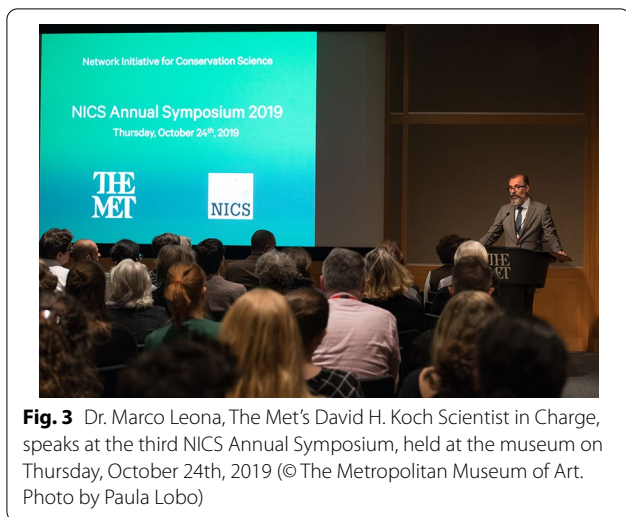 Network Initiative for Conservation Science
NICS Annual Symposium 2019
Thursday, October 24th, 2019
THE
MET
NICS
THE
MET
Fig. 3 Dr. Marco Leona, The Met's David H. Koch Scientist in Charge,
speaks at the third NICS Annual Symposium, held at the museum on
Thursday, October 24th, 2019 (© The Metropolitan Museum of Art.
Photo by Paula Lobo)